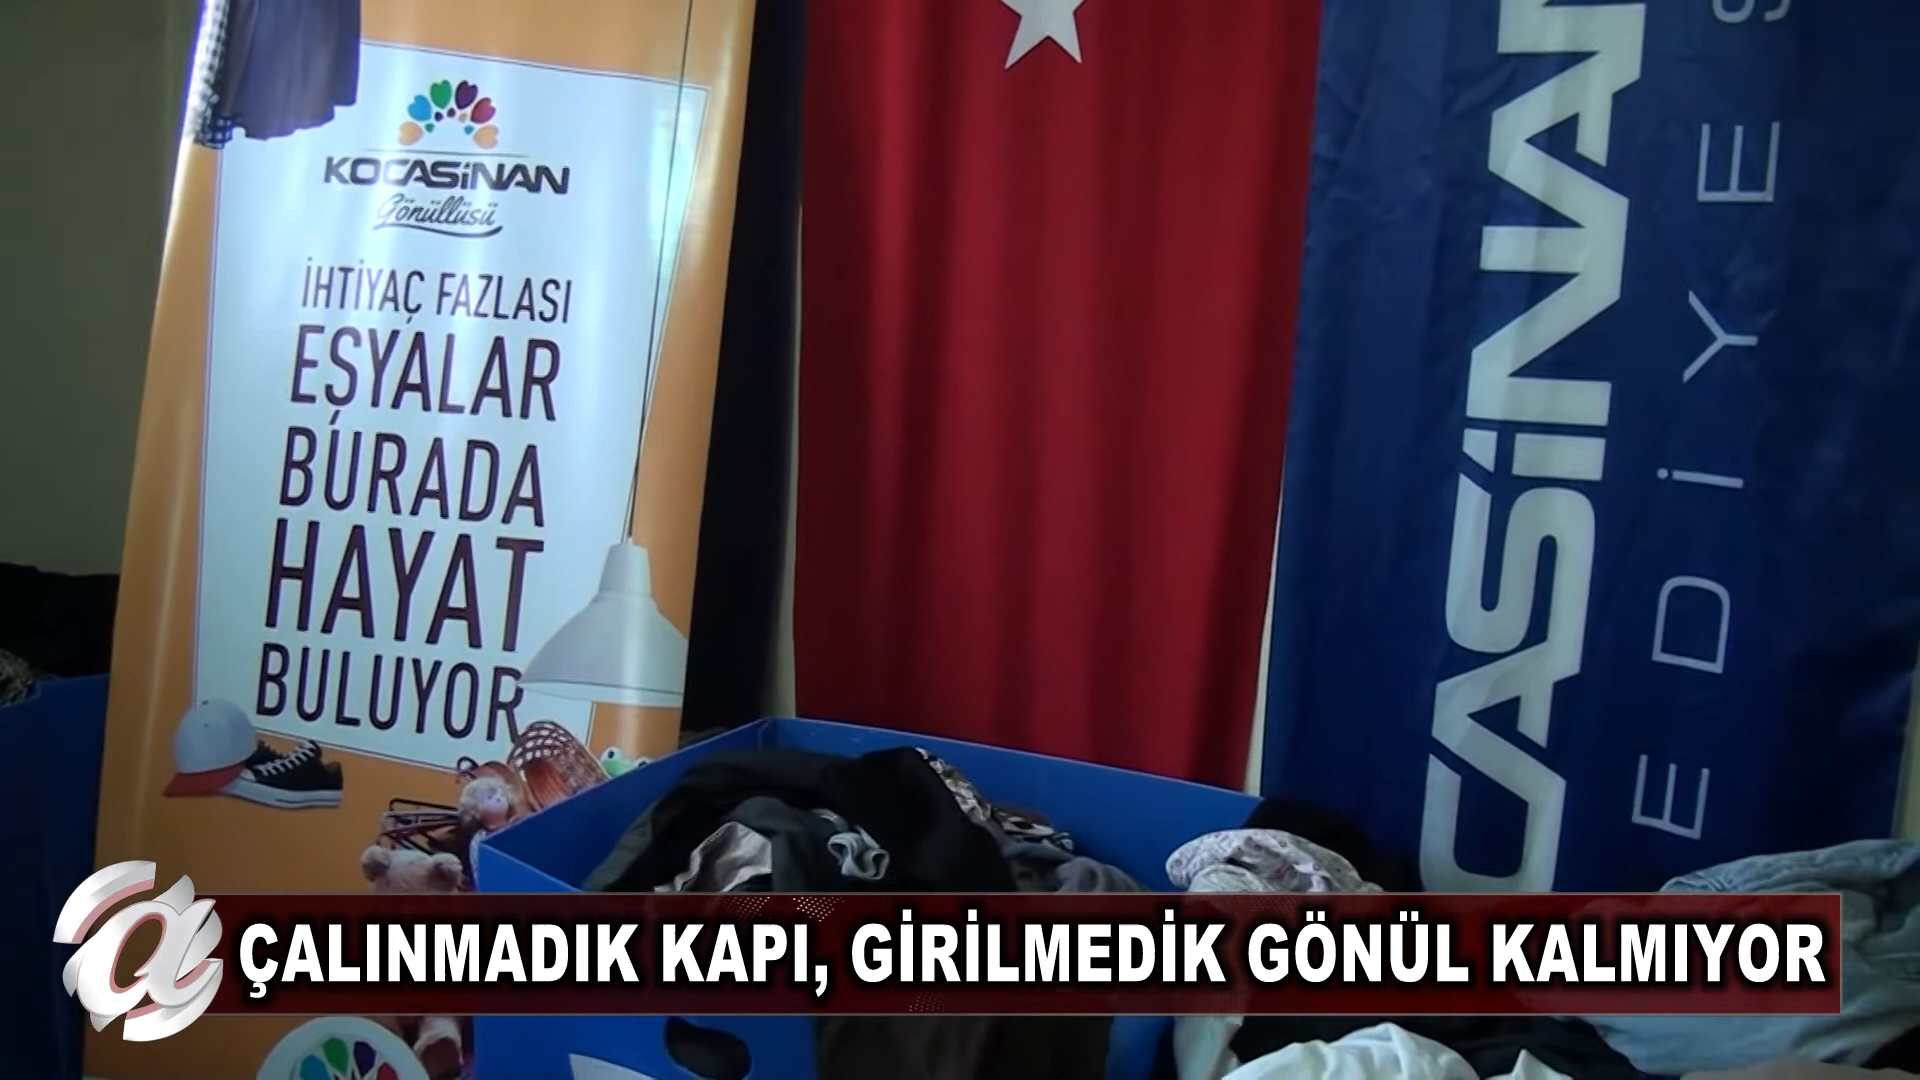 KOCASİNAN
Gönüllüsü
İHTİYAÇ FAZLASI
EŞYALAR
BURADA
HAYAT
BULUYOR
CASİNAN
EDİYES
ÇALINMADIK KAPI, GİRİLMEDİK GÖNÜL KALMIYOR